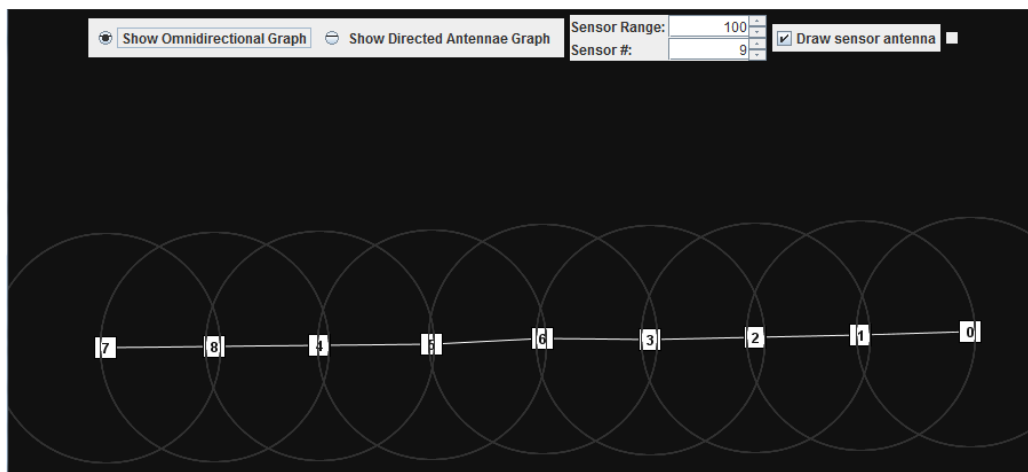 Show Omnidirectional Graph Show Directed Antennae Graph Sensor Range: 100 Draw sensor antenna
Sensor #: 9
7 8 4 5 6 3 2 1 0